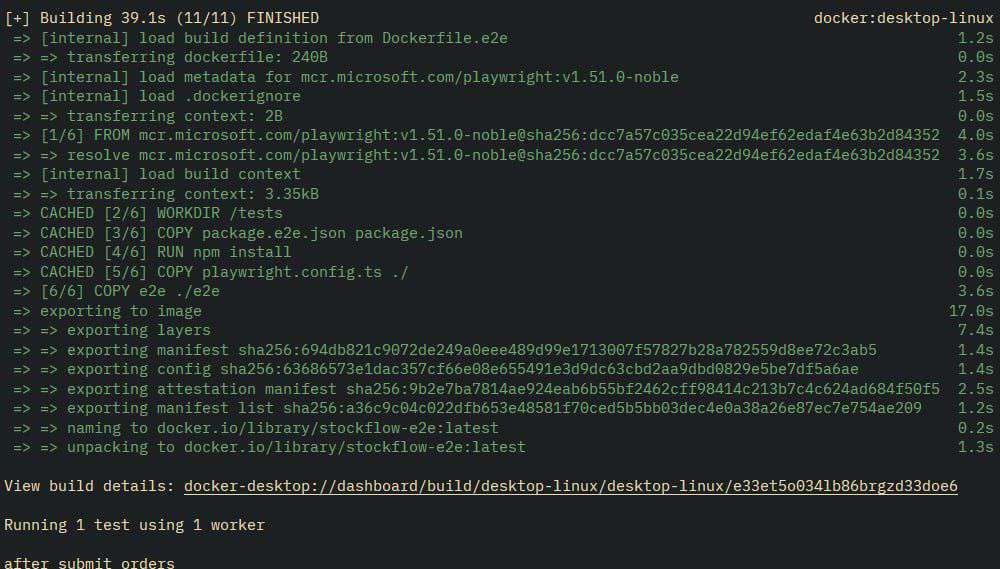 [+] Building 39.1s (11/11) FINISHED docker:desktop-linux
=> [internal] load build definition from Dockerfile.e2e 1.2s
=> => transferring dockerfile: 240B 0.0s
=> [internal] load metadata for mcr.microsoft.com/playwright:v1.51.0-noble 2.3s
=> [internal] load .dockerignore 1.5s
=> => transferring context: 2B 0.0s
=> [1/6] FROM mcr.microsoft.com/playwright:v1.51.0-noble@sha256:dcc7a57c035cea22d94ef62edaf4e63b2d84352 4.0s
=> => resolve mcr.microsoft.com/playwright:v1.51.0-noble@sha256:dcc7a57c035cea22d94ef62edaf4e63b2d84352 3.6s
=> [internal] load build context 1.7s
=> => transferring context: 3.35kB 0.1s
=> CACHED [2/6] WORKDIR /tests 0.0s
=> CACHED [3/6] COPY package.e2e.json package.json 0.0s
=> CACHED [4/6] RUN npm install 0.0s
=> CACHED [5/6] COPY playwright.config.ts ./ 0.0s
=> [6/6] COPY e2e ./e2e 3.6s
=> exporting to image 17.0s
=> => exporting layers 7.4s
=> => exporting manifest sha256:694db821c9072de249a0eee489d99e1713007f57827b28a782559d8ee72c3ab5 1.4s
=> => exporting config sha256:63686573e1dac357cf66e08e655491e3d9dc63cbd2aa9dbd0829e5be7df5a6ae 1.4s
=> => exporting attestation manifest sha256:9b2e7ba7814ae924eab6b55bf2462cff98414c213b7c4c624ad684f50f5 2.5s
=> => exporting manifest list sha256:a36c9c04c022dfb653e48581f70ced5b5bb03dec4e0a38a26e87ec7e754ae209 1.2s
=> => naming to docker.io/library/stockflow-e2e:latest 0.2s
=> => unpacking to docker.io/library/stockflow-e2e:latest 1.3s
View build details: docker-desktop://dashboard/build/desktop-linux/desktop-linux/e33et5o034lb86brgzd33doe6
Running 1 test using 1 worker
after submit orders